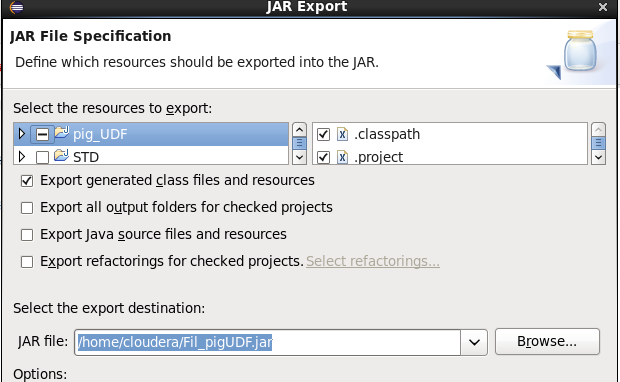 JAR Export
JAR File Specification
Define which resources should be exported into the JAR.
Select the resources to export:
pig_UDF
.classpath
STD
.project
Export generated class files and resources
Export all output folders for checked projects
Export Java source files and resources
Export refactorings for checked projects. Select refactorings...
Select the export destination:
JAR file: /home/cloudera/Fil_pigUDF.jar Browse...
Options: